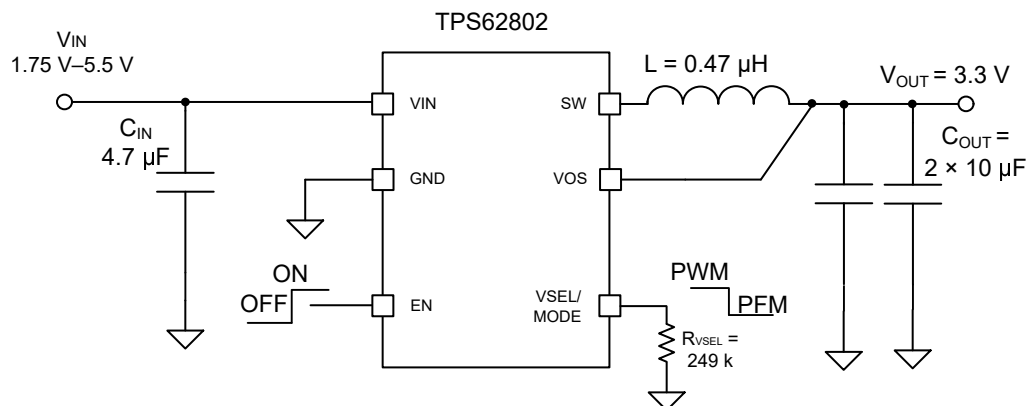 TPS62802
VIN
1.75 V–5.5 V
L = 0.47 µH
VOUT = 3.3 V
VIN
SW
CIN
4.7 µF
COUT =
2 × 10 µF
GND
VOS
ON
OFF
EN
VSEL/
MODE
PWM
PFM
RVSEL =
249 k